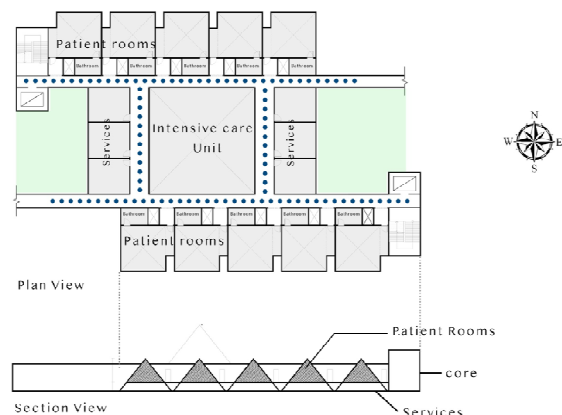 Patient rooms
Bathroom
Bathroom
Bathroom
Bathroom
Bathroom
Services
Intensive care
Unit
Services
N
W
E
S
Bathroom
Bathroom
Bathroom
Bathroom
Bathroom
Patient rooms
Plan View
Patient Rooms
core
Section View
Services